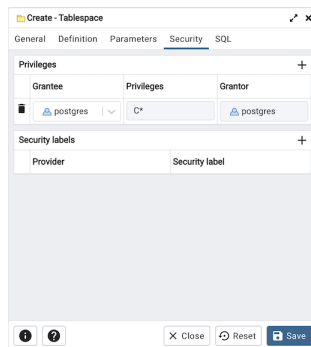 Create - Tablespace
General Definition Parameters Security SQL
Privileges
Grantee Privileges Grantor
postgres C* postgres
Security labels
Provider Security label
Close Reset Save